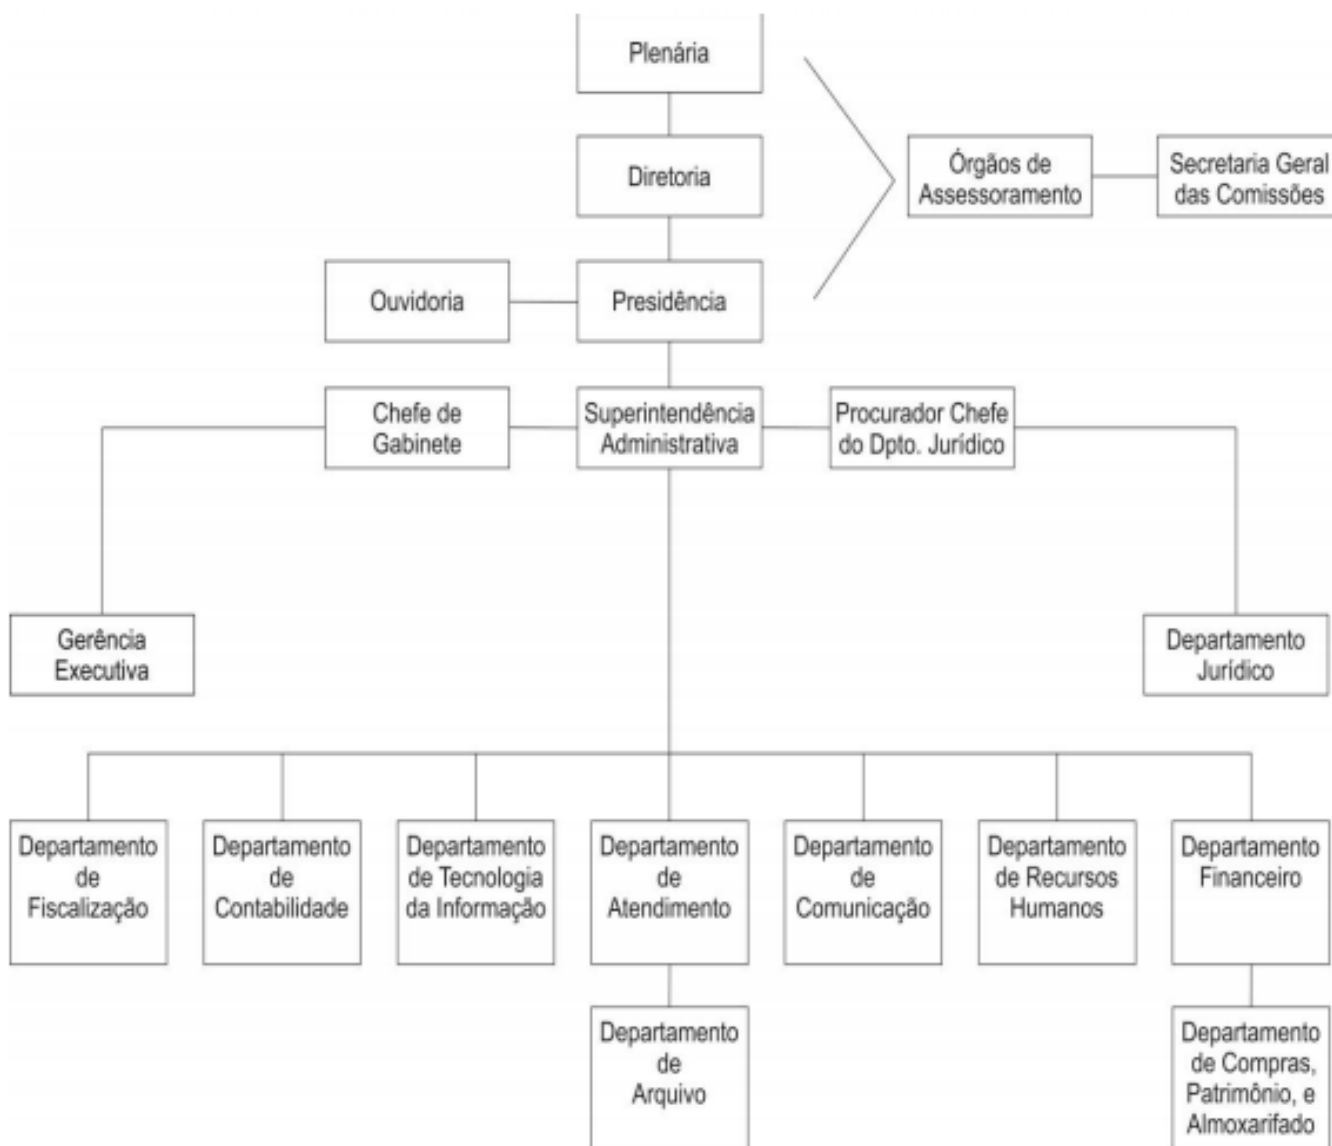 Plenária
Diretoria
Órgãos de
Assessoramento
Secretaria Geral
das Comissões
Ouvidoria
Presidência
Chefe de
Gabinete
Superintendência
Administrativa
Procurador Chefe
do Dpto. Jurídico
Gerência
Executiva
Departamento
Jurídico
Departamento
de
Fiscalização
Departamento
de
Contabilidade
Departamento
de Tecnologia
da Informação
Departamento
de
Atendimento
Departamento
de
Comunicação
Departamento
de Recursos
Humanos
Departamento
Financeiro
Departamento
de
Arquivo
Departamento
de Compras,
Patrimônio, e
Almoxarifado